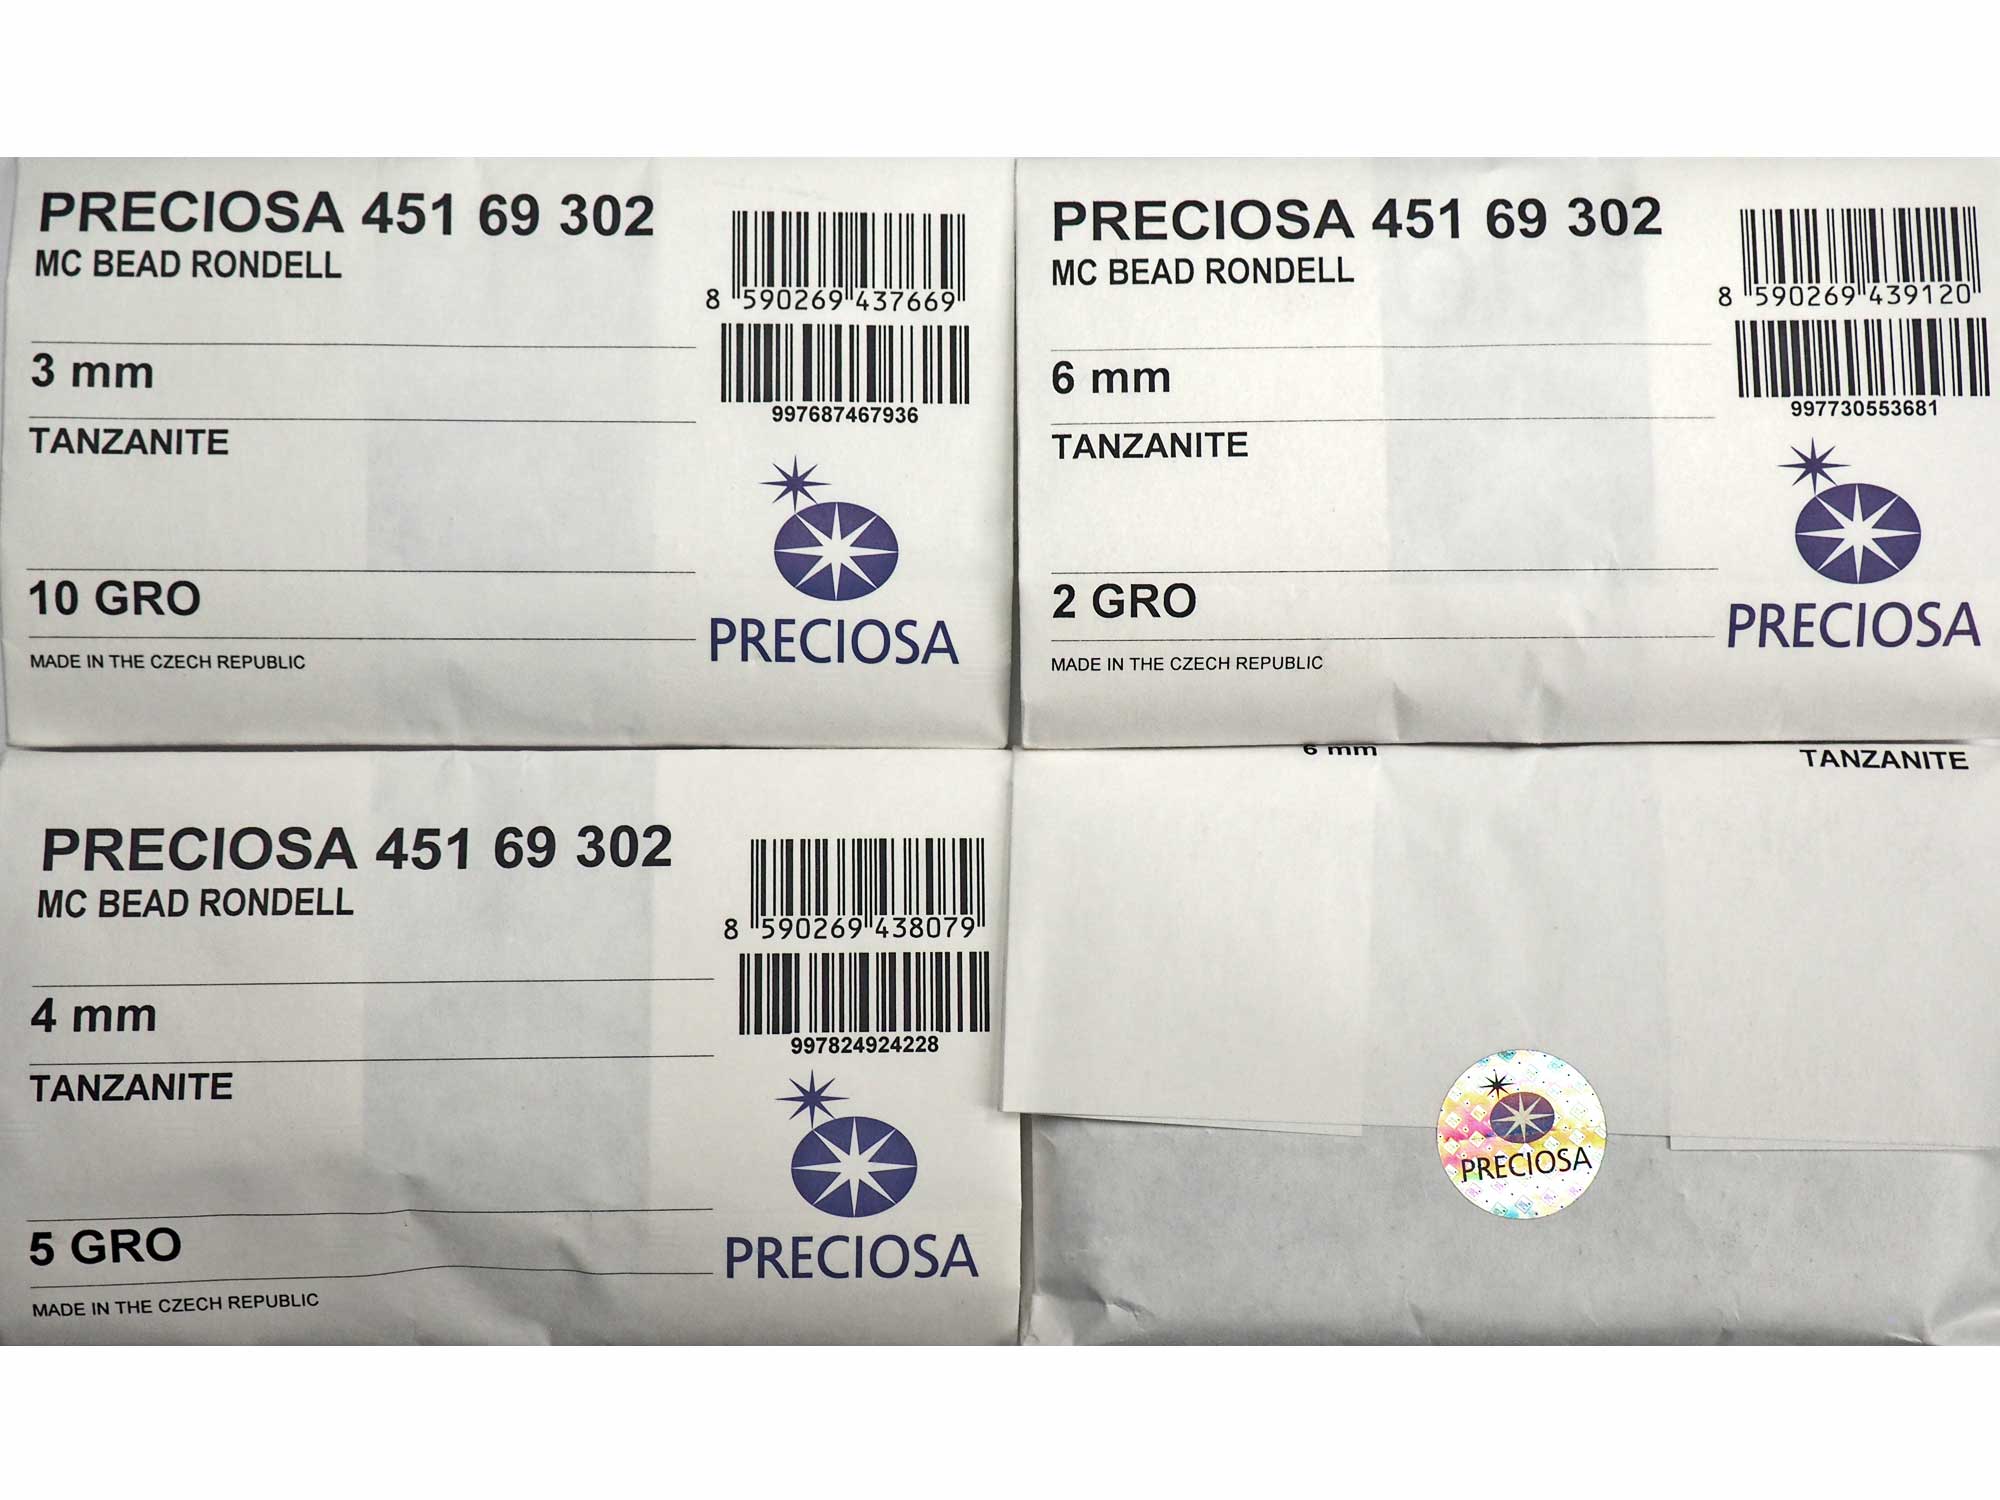 PRECIOSA 451 69 302
MC BEAD RONDELL
8 590269 437669
3 mm
997687467936
TANZANITE
10 GRO
PRECIOSA
MADE IN THE CZECH REPUBLIC
PRECIOSA 451 69 302
MC BEAD RONDELL
8 590269 439120
6 mm
997730553681
TANZANITE
2 GRO
PRECIOSA
MADE IN THE CZECH REPUBLIC
PRECIOSA 451 69 302
MC BEAD RONDELL
8 590269 438079
4 mm
997824924228
TANZANITE
5 GRO
PRECIOSA
MADE IN THE CZECH REPUBLIC
6 mm TANZANITE
PRECIOSA